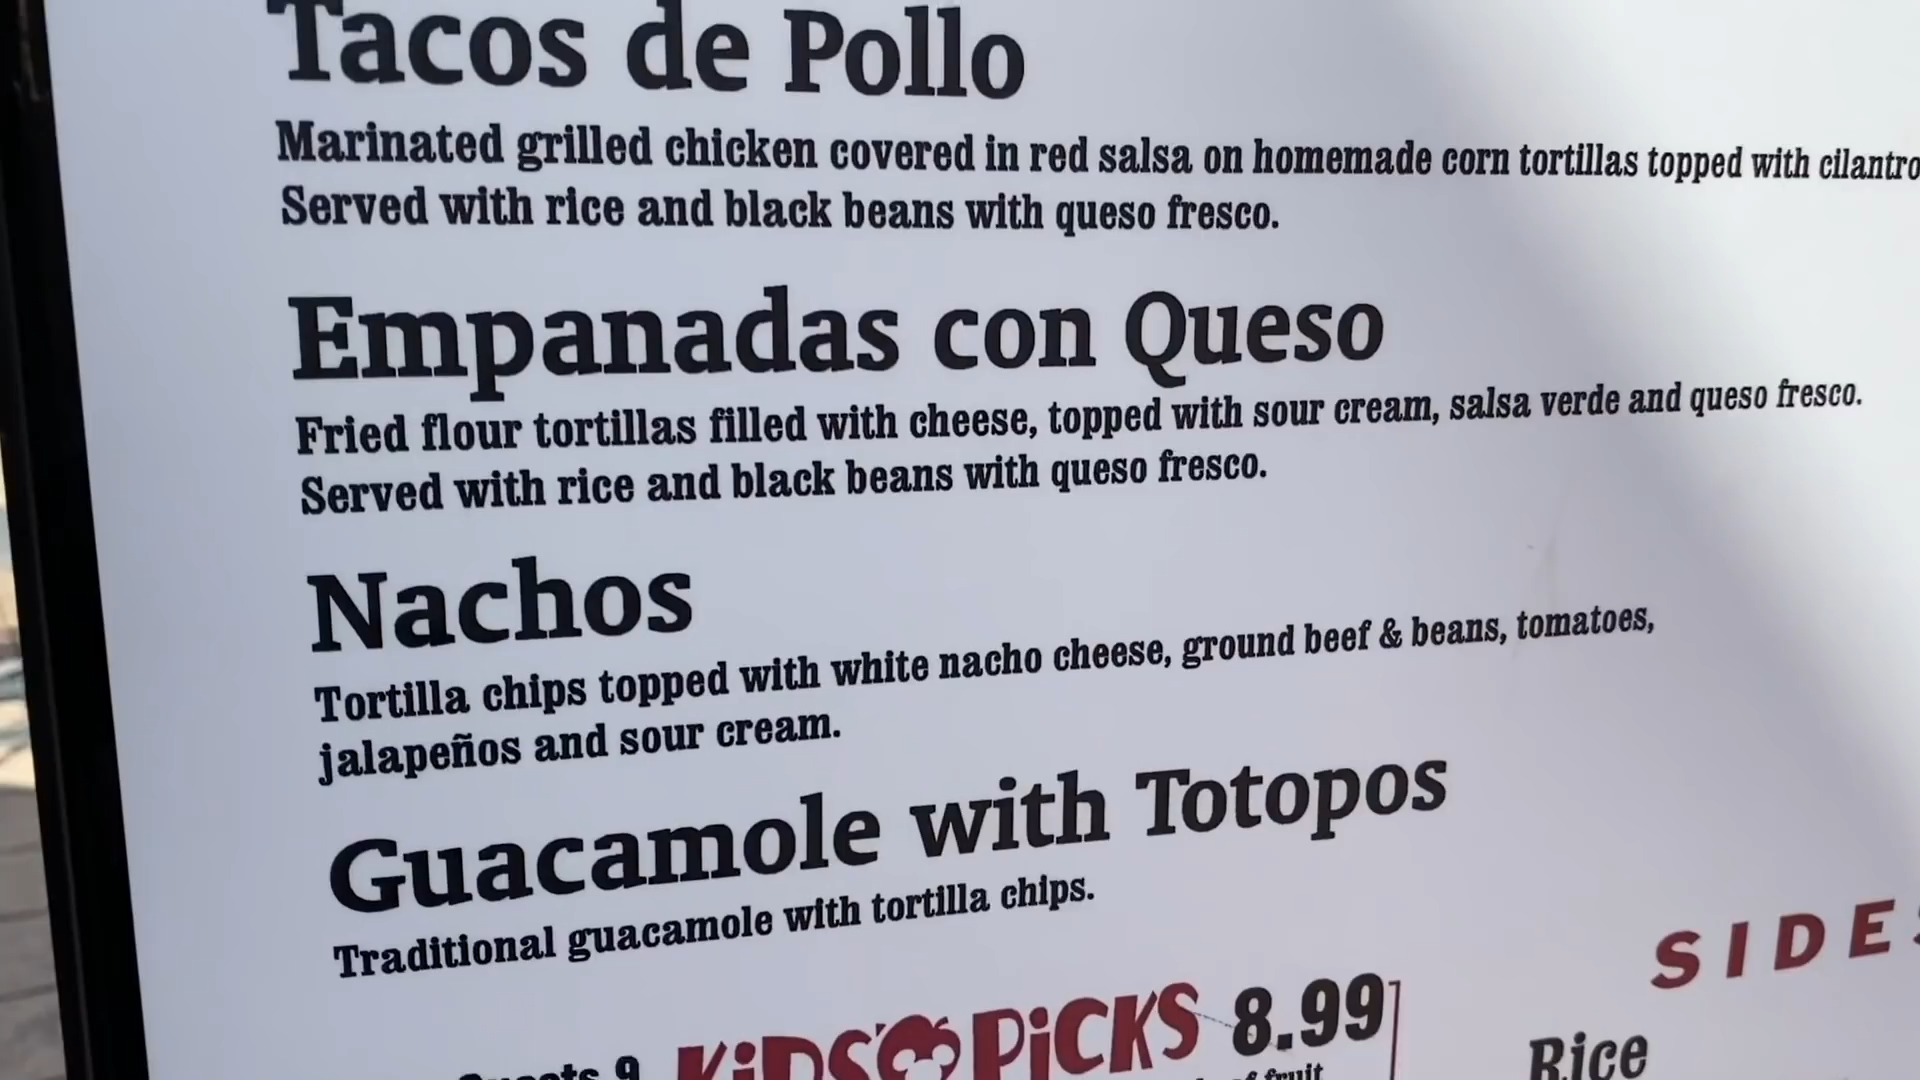 Tacos de Pollo
Marinated grilled chicken covered in red salsa on homemade corn tortillas topped with cilantro
Served with rice and black beans with queso fresco.
Empanadas con Queso
Fried flour tortillas filled with cheese, topped with sour cream, salsa verde and queso fresco.
Served with rice and black beans with queso fresco.
Nachos
Tortilla chips topped with white nacho cheese, ground beef & beans, tomatoes,
jalapeños and sour cream.
Guacamole with Totopos
Traditional guacamole with tortilla chips.
SIDES
KiDS' PiCKS 8.99
9
fruit
Rice